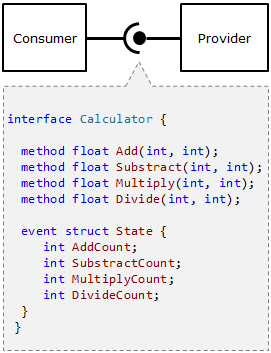 Consumer
Provider
interface Calculator {
method float Add(int, int);
method float Substract(int, int);
method float Multiply(int, int);
method float Divide(int, int);
event struct State {
int AddCount;
int SubstractCount;
int MultiplyCount;
int DivideCount;
}
}